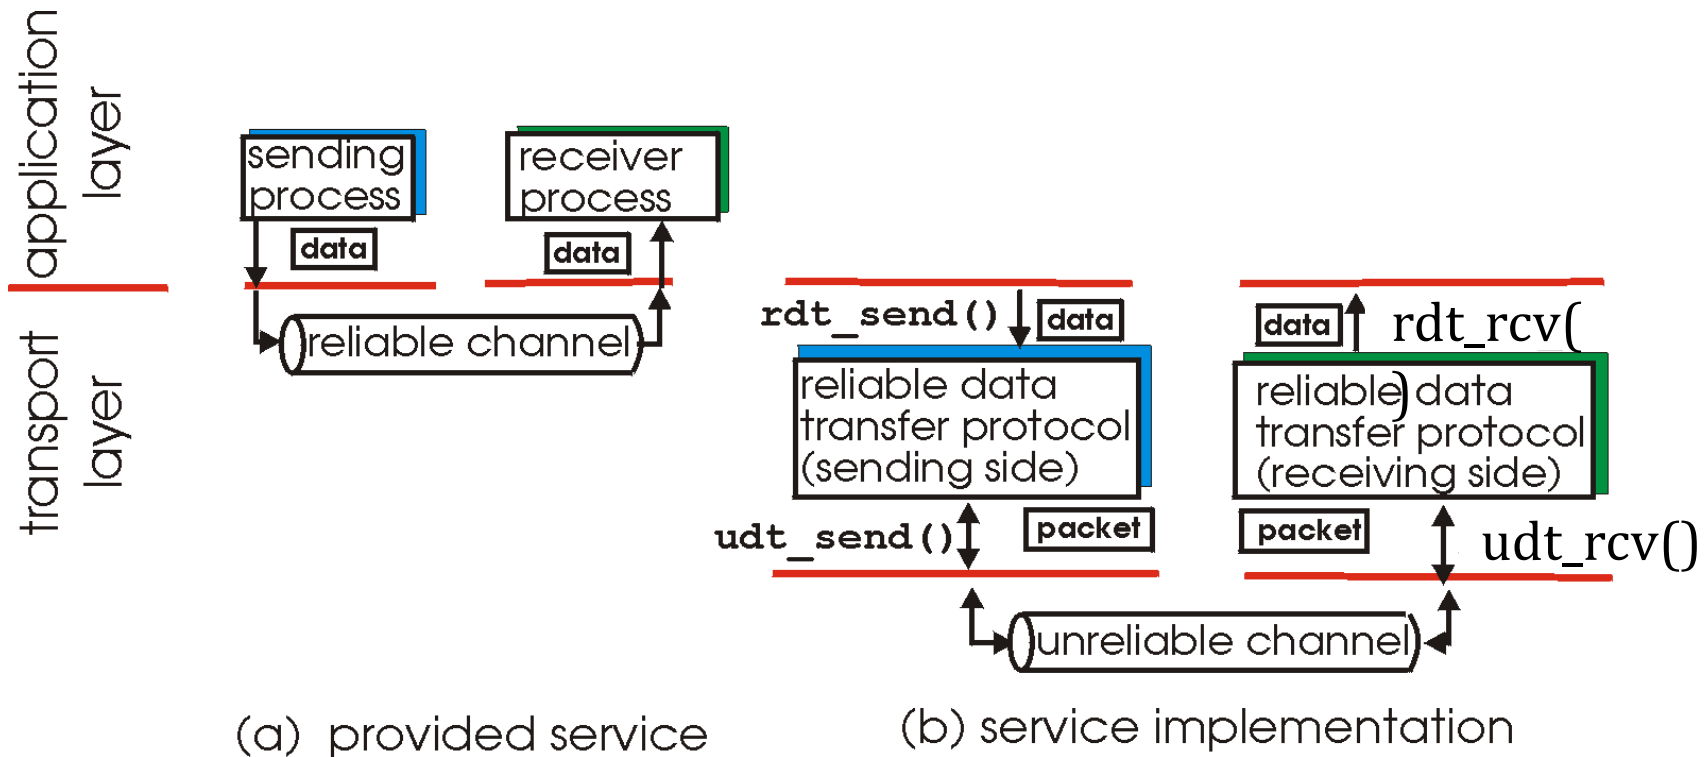 application
layer
transport
layer
sending
process
data
receiver
process
data
reliable channel
(a) provided service
rdt_send()
data
reliable data
transfer protocol
(sending side)
udt_send()
packet
data
rdt_rcv(
)
reliable data
transfer protocol
(receiving side)
packet
udt_rcv()
unreliable channel
(b) service implementation